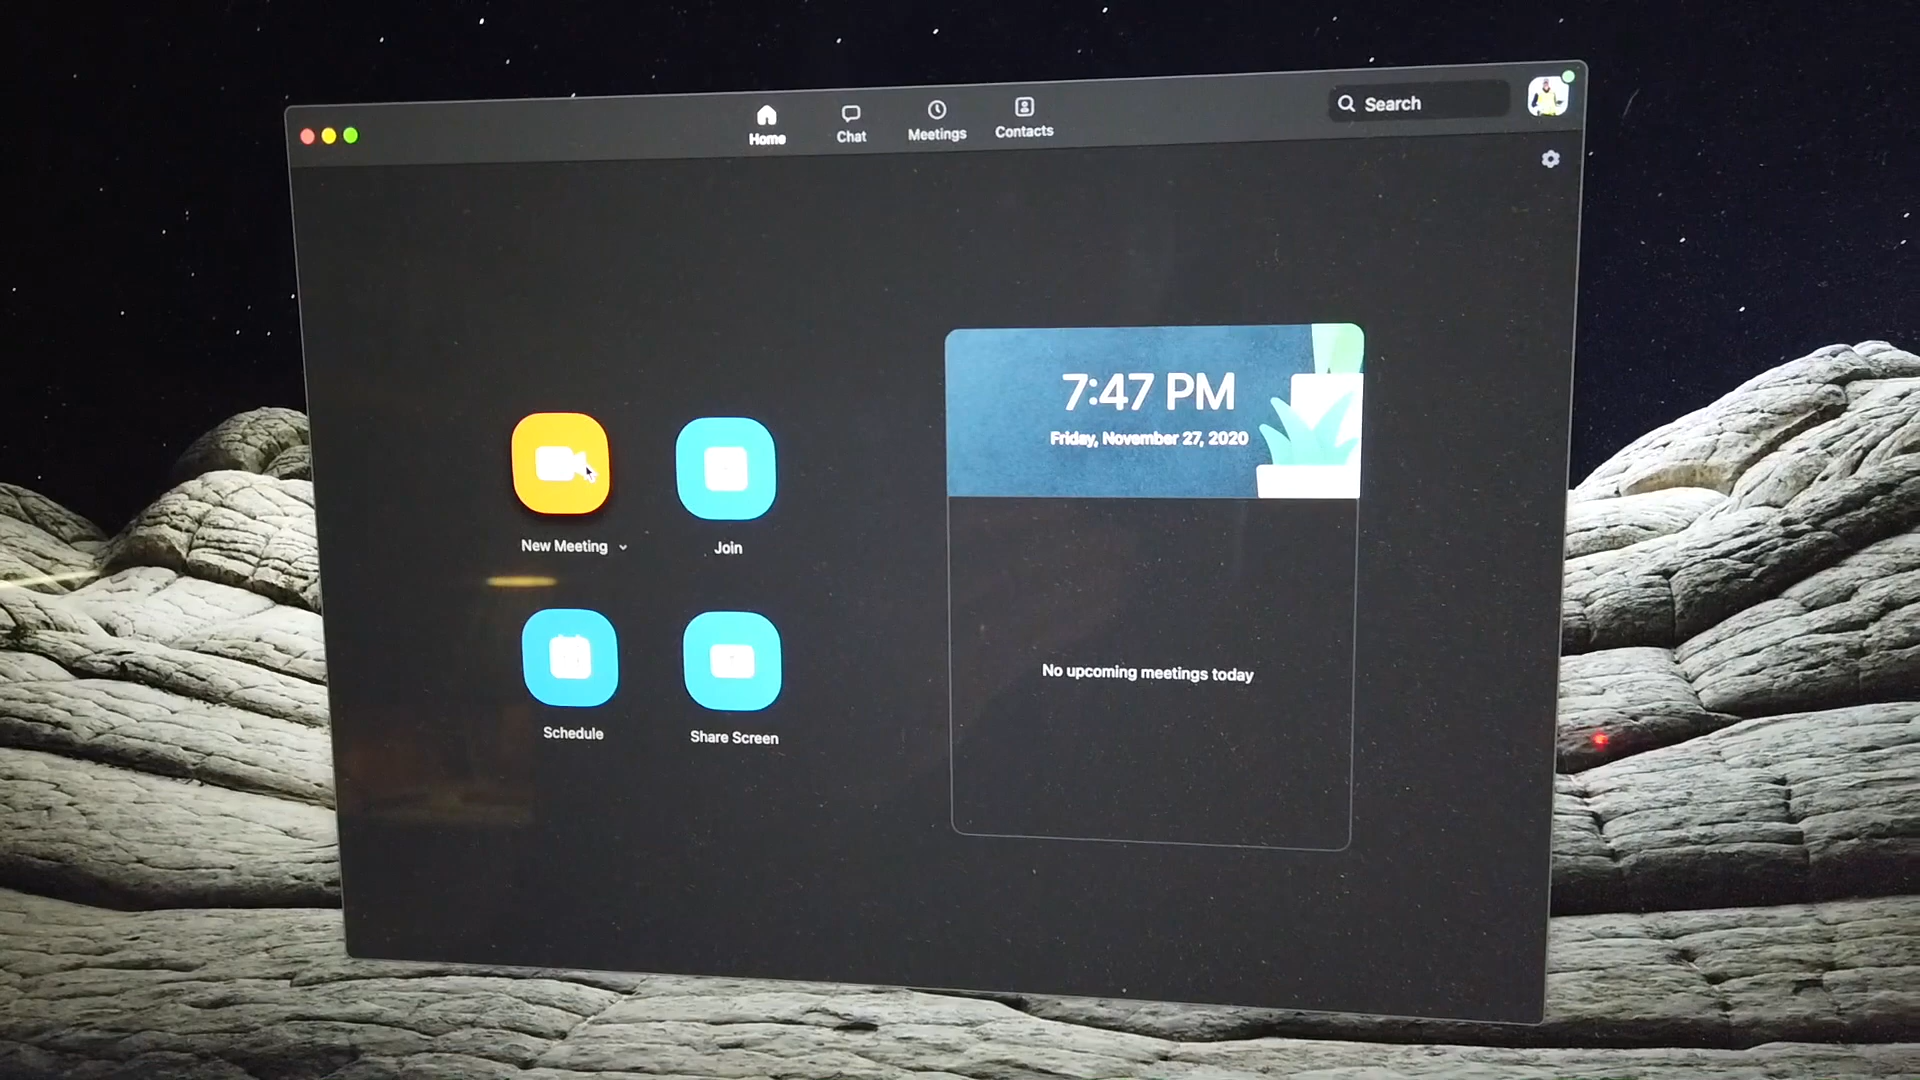 Home
Chat
Meetings
Contacts
Search
7:47 PM
Friday, November 27, 2020
New Meeting
Join
Schedule
Share Screen
No upcoming meetings today